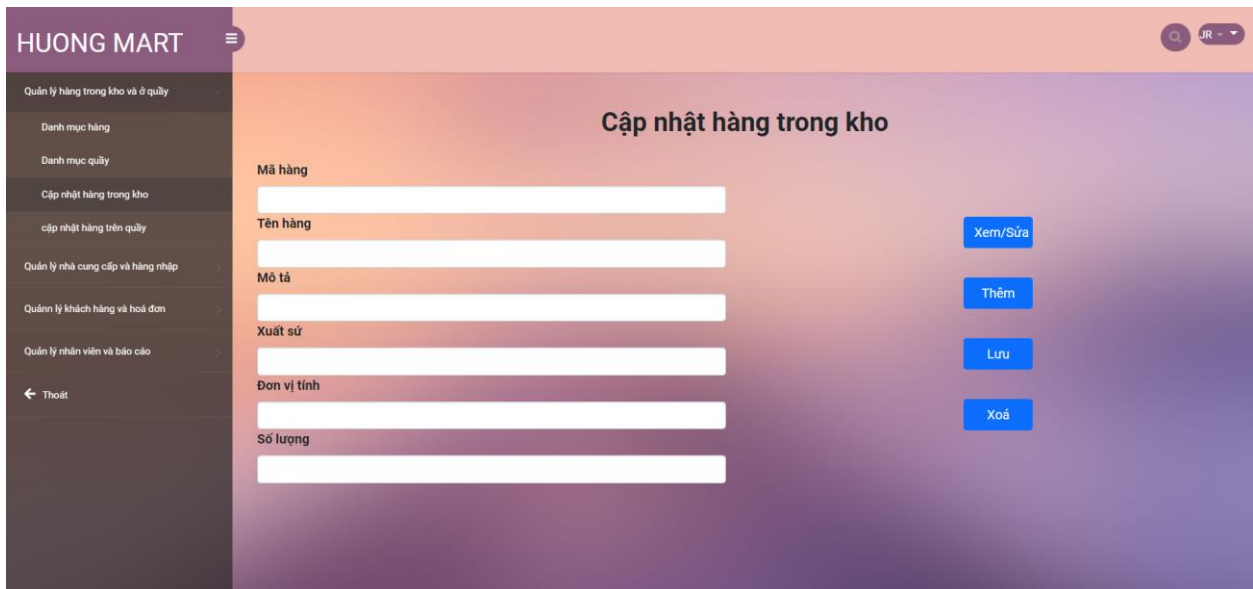 HUONG MART
JR
Quản lý hàng trong kho và ở quầy
Danh mục hàng
Danh mục quầy
Cập nhật hàng trong kho
cập nhật hàng trên quầy
Quản lý nhà cung cấp và hàng nhập
Quảnn lý khách hàng và hoá đơn
Quản lý nhân viên và báo cáo
Thoát
Cập nhật hàng trong kho
Mã hàng
Tên hàng
Mô tả
Xuất sứ
Đơn vị tính
Số lượng
Xem/Sửa
Thêm
Lưu
Xoá